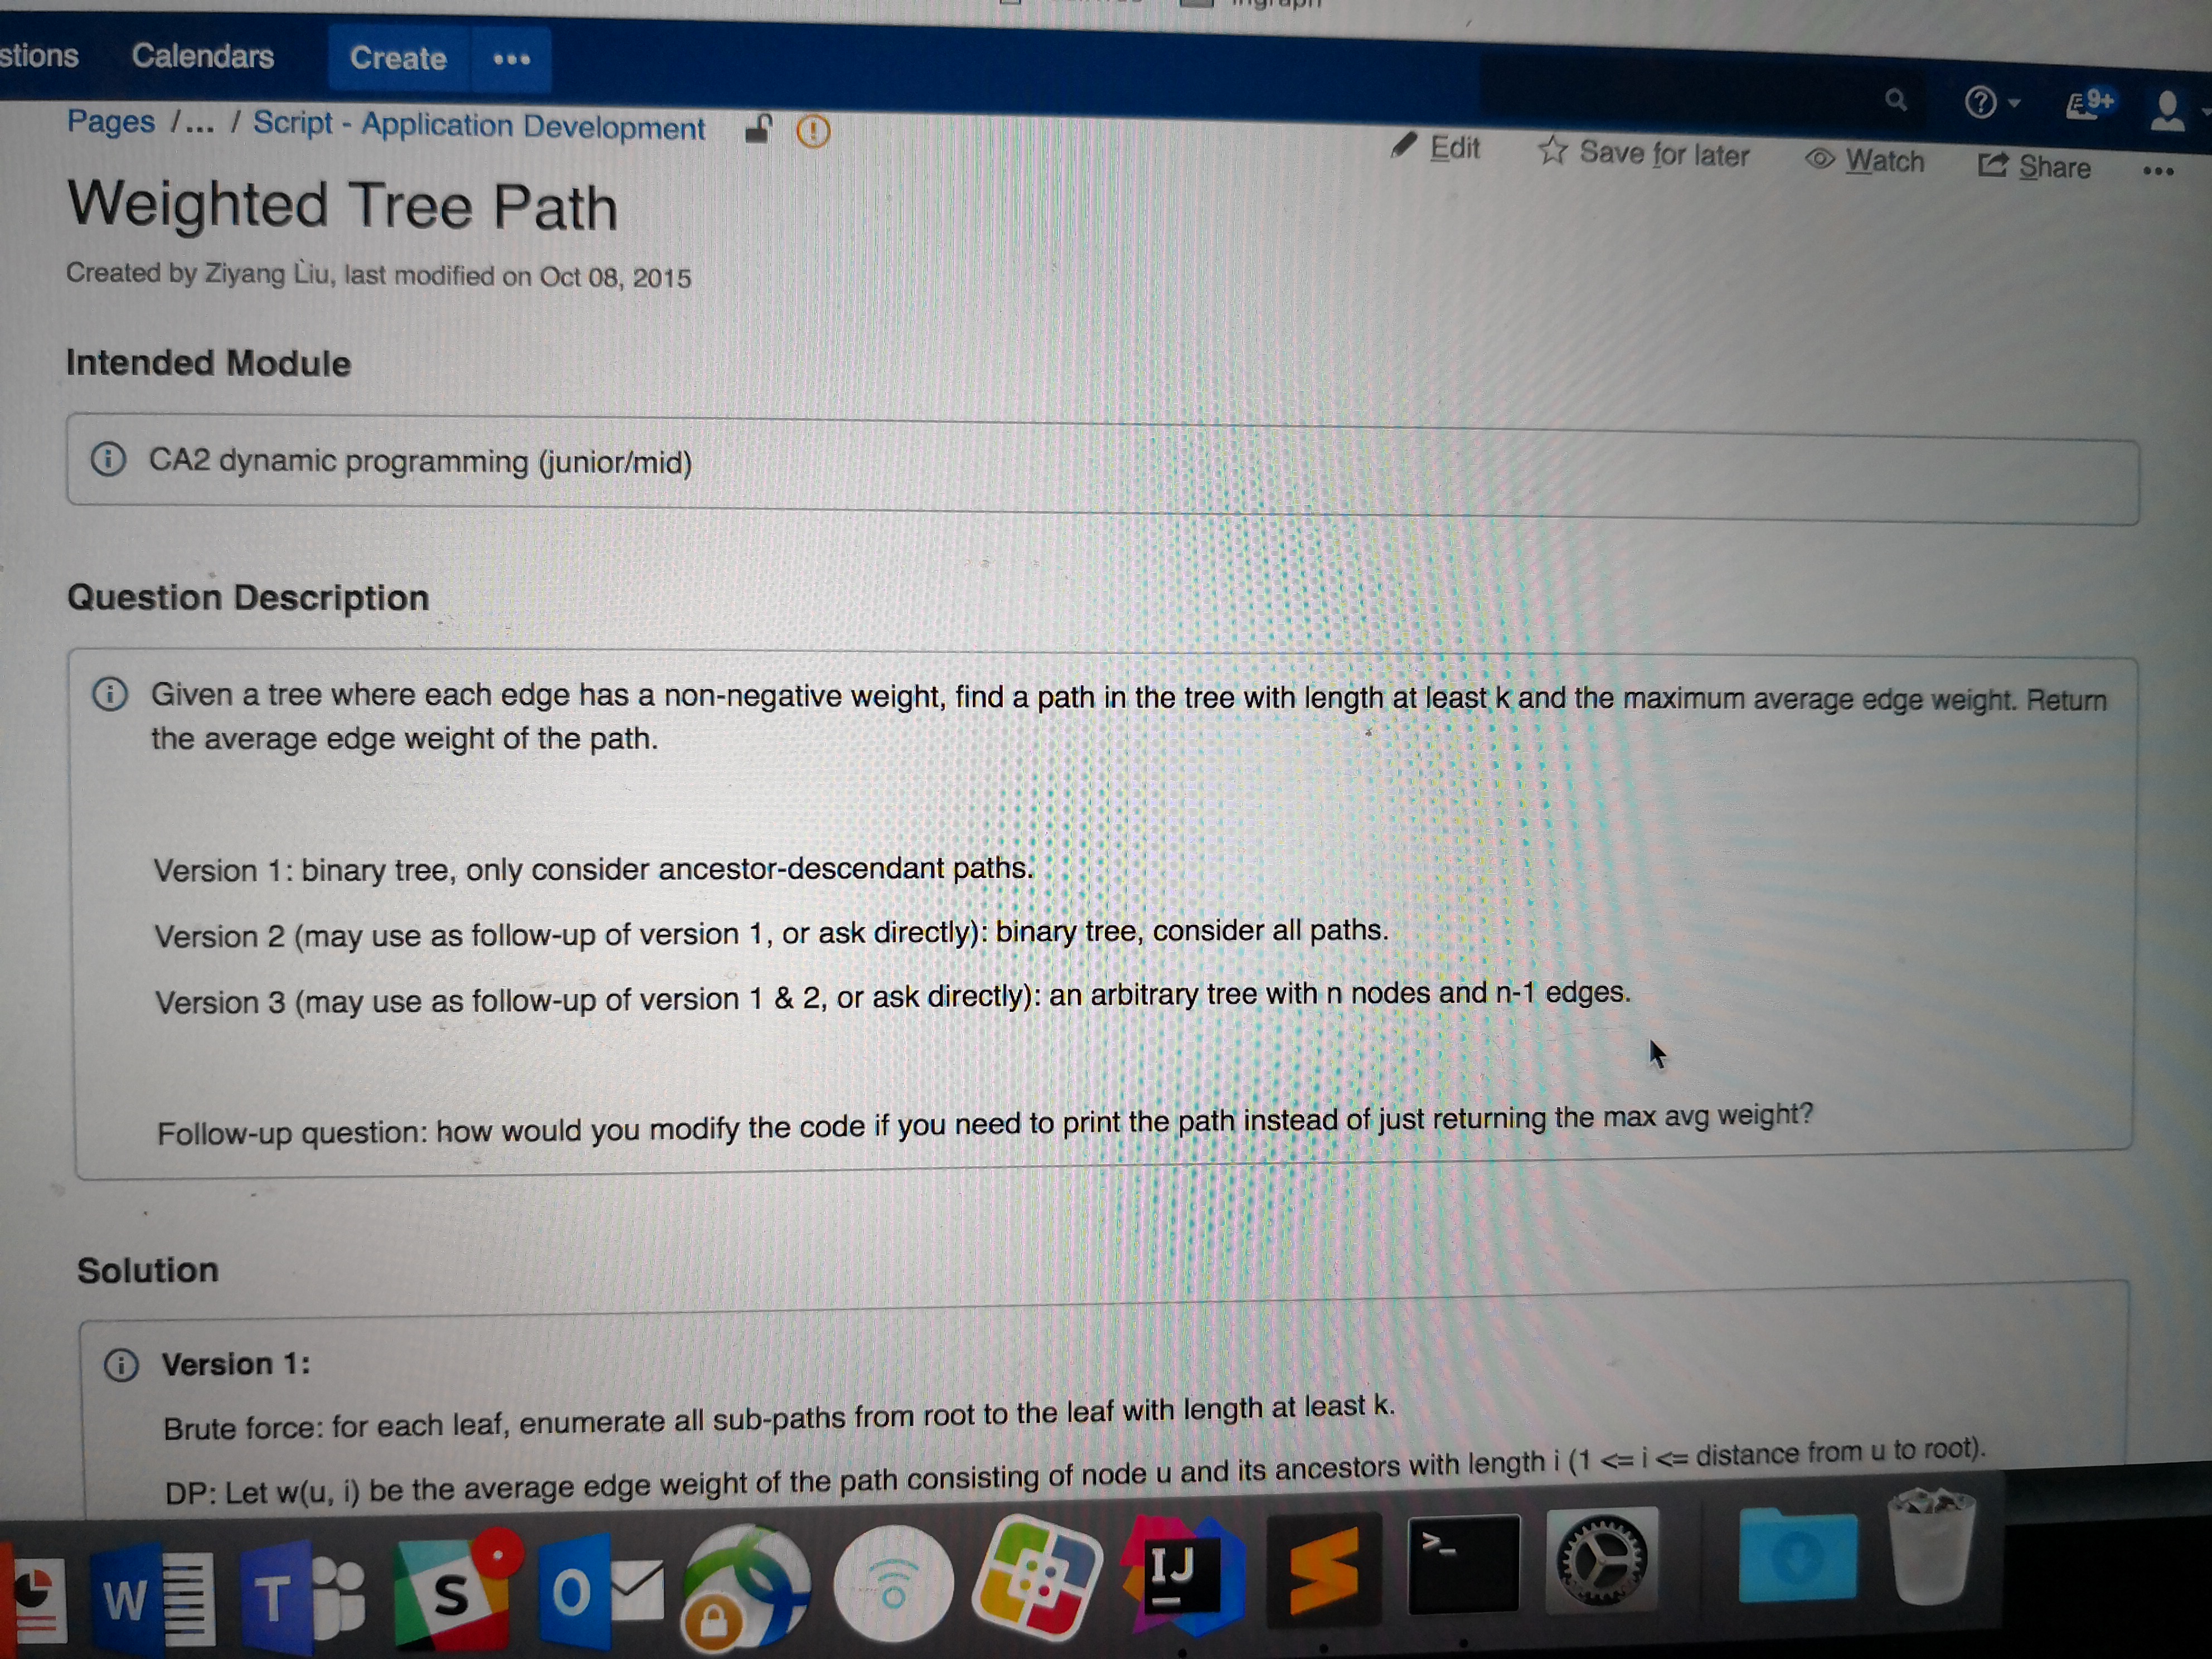 stions Calendars Create •••
9+
Pages /... / Script - Application Development
Edit Save for later Watch Share •••
Weighted Tree Path
Created by Ziyang Liu, last modified on Oct 08, 2015
Intended Module
CA2 dynamic programming (junior/mid)
Question Description
Given a tree where each edge has a non-negative weight, find a path in the tree with length at least k and the maximum average edge weight. Return
the average edge weight of the path.
Version 1: binary tree, only consider ancestor-descendant paths.
Version 2 (may use as follow-up of version 1, or ask directly): binary tree, consider all paths.
Version 3 (may use as follow-up of version 1 & 2, or ask directly): an arbitrary tree with n nodes and n-1 edges.
Follow-up question: how would you modify the code if you need to print the path instead of just returning the max avg weight?
Solution
Version 1:
Brute force: for each leaf, enumerate all sub-paths from root to the leaf with length at least k.
DP: Let w(u, i) be the average edge weight of the path consisting of node u and its ancestors with length i (1 <= i <= distance from u to root).
W T S O IJ S >_